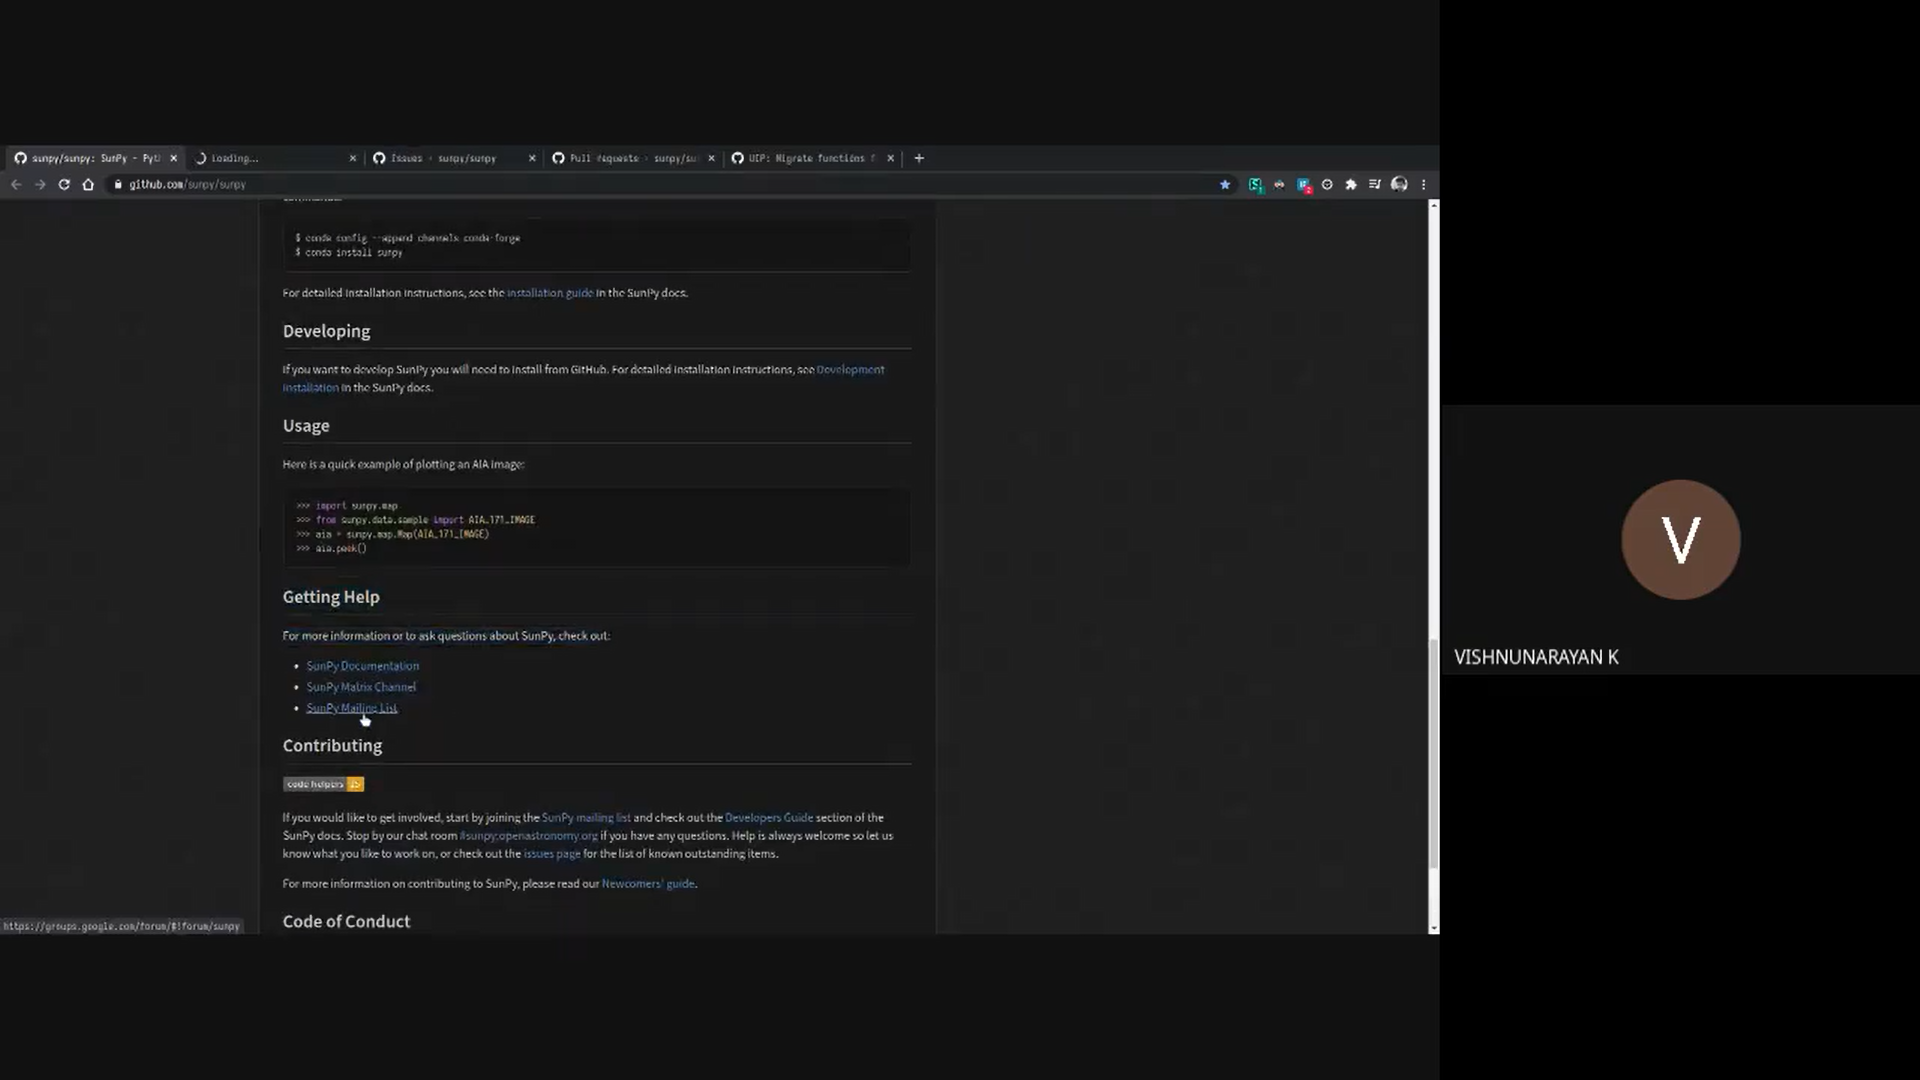 sunpy/sunpy: SunPy - Pyt
Loading...
Issues · sunpy/sunpy
Pull requests · sunpy/su
WIP: Migrate functions f
github.com/sunpy/sunpy
$ conda config --append channels conda-forge
$ conda install sunpy
For detailed installation instructions, see the installation guide in the SunPy docs.
Developing
If you want to develop SunPy you will need to install from GitHub. For detailed installation instructions, see Development
Installation in the SunPy docs.
Usage
Here is a quick example of plotting an AIA image:
>>> import sunpy.map
>>> from sunpy.data.sample import AIA_171_IMAGE
>>> aia = sunpy.map.Map(AIA_171_IMAGE)
>>> aia.peek()
Getting Help
For more information or to ask questions about SunPy, check out:
• SunPy Documentation
• SunPy Matrix Channel
• SunPy Mailing List
Contributing
code helpers
If you would like to get involved, start by joining the SunPy mailing list and check out the Developers Guide section of the
SunPy docs. Stop by our chat room #sunpy:openastronomy.org if you have any questions. Help is always welcome so let us
know what you like to work on, or check out the issues page for the list of known outstanding items.
For more information on contributing to SunPy, please read our Newcomers' guide.
Code of Conduct
https://groups.google.com/forum/#!forum/sunpy
V
VISHNUNARAYAN K